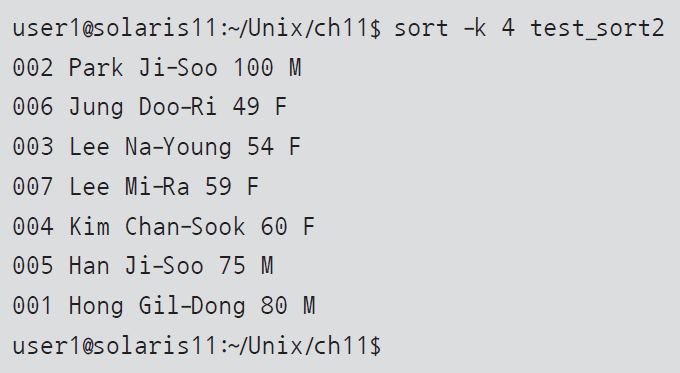 user1@solaris11:~/Unix/ch11$ sort -k 4 test_sort2
002 Park Ji-Soo 100 M
006 Jung Doo-Ri 49 F
003 Lee Na-Young 54 F
007 Lee Mi-Ra 59 F
004 Kim Chan-Sook 60 F
005 Han Ji-Soo 75 M
001 Hong Gil-Dong 80 M
user1@solaris11:~/Unix/ch11$